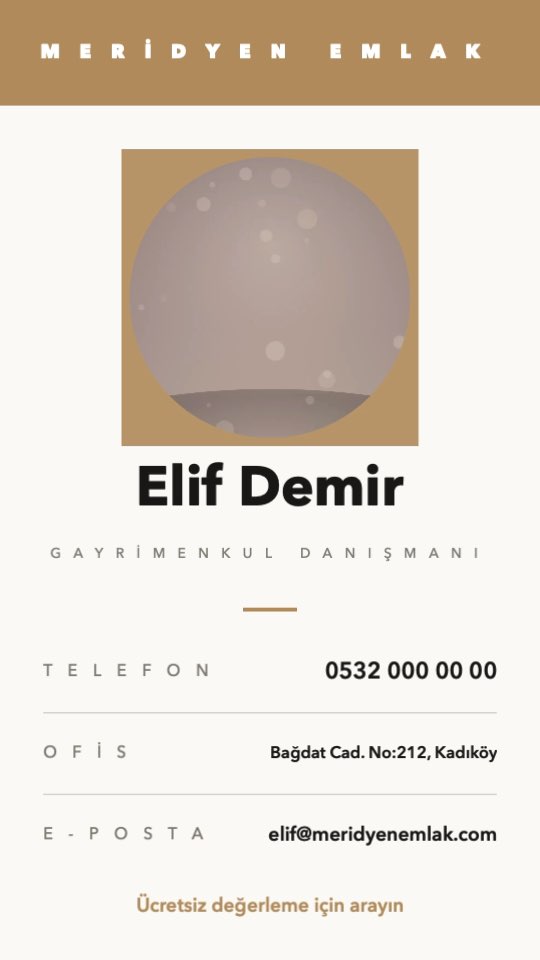 MERİDYEN EMLAK
Elif Demir
GAYRİMENKUL DANIŞMANI
TELEFON 0532 000 00 00
OFİS Bağdat Cad. No:212, Kadıköy
E-POSTA elif@meridyenemlak.com
Ücretsiz değerleme için arayın